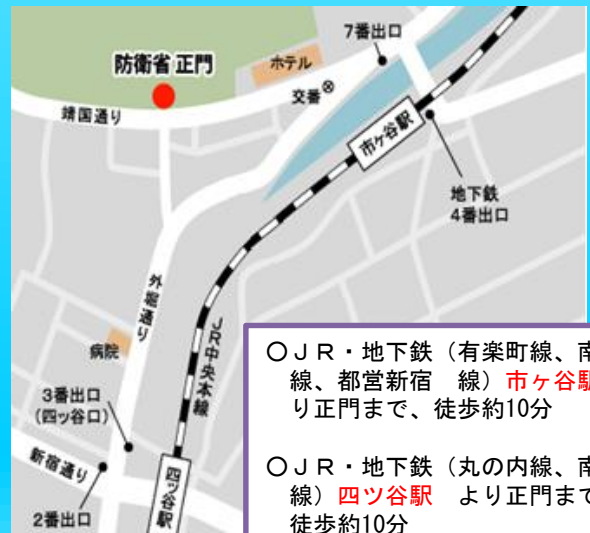 7番出口
防衛省 正門
ホテル
交番
靖国通り
市ヶ谷駅
地下鉄
4番出口
外堀通り
JR中央本線
病院
3番出口
(四ッ谷口)
新宿通り
四ッ谷駅
2番出口
〇JR・地下鉄（有楽町線、南
線、都営新宿　線）市ヶ谷駅
り正門まで、徒歩約10分
〇JR・地下鉄（丸の内線、南
線）四ツ谷駅　より正門まで
徒歩約10分